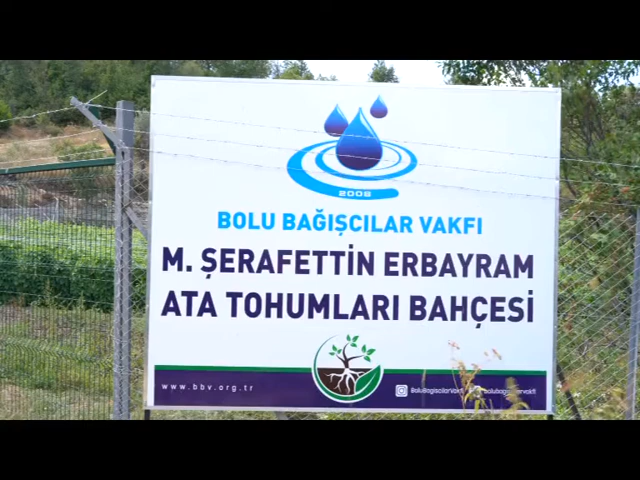 2008
BOLU BAĞIŞCILAR VAKFI
M. ŞERAFETTİN ERBAYRAM
ATA TOHUMLARI BAHÇESİ
www.bbv.org.tr
BoluBagiscilarVakfi